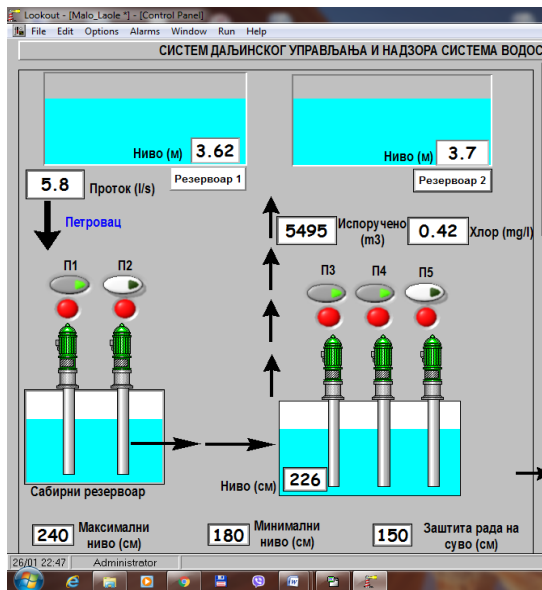 Lookout - [Malo_Laole *] - [Control Panel]
File Edit Options Alarms Window Run Help
СИСТЕМ ДАЉИНСКОГ УПРАВЉАЊА И НАДЗОРА СИСТЕМА ВОДОС
Ниво (м) 3.62
Ниво (м) 3.7
Резервоар 1
Резервоар 2
5.8 Проток (l/s)
Петровац
5495 Испоручено (m3)
0.42 Хлор (mg/l)
П1 П2
П3 П4 П5
Ниво (см) 226
Сабирни резервоар
240 Максимални
ниво (см)
180 Минимални
ниво (см)
150 Заштита рада на
суво (см)
26/01 22:47 Administrator